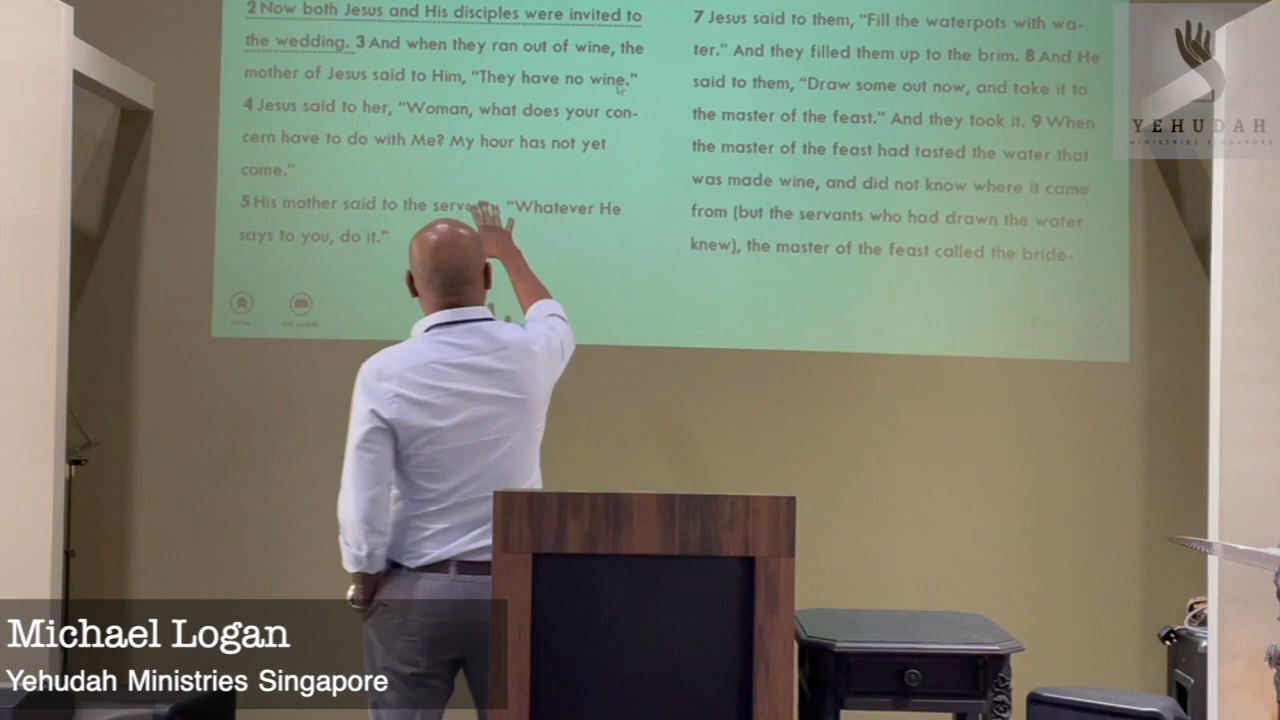 2 Now both Jesus and His disciples were invited to
the wedding. 3 And when they ran out of wine, the
mother of Jesus said to Him, “They have no wine.”
4 Jesus said to her, “Woman, what does your con-
cern have to do with Me? My hour has not yet
come.”
5 His mother said to the “Whatever He
says to you, do it.”
7 Jesus said to them, “Fill the waterpots with wa-
ter.” And they filled them up to the brim. 8 And He
said to them, “Draw some out now, and take it to
the master of the feast.” And they took it. 9 When
the master of the feast had tasted the water that
was made wine, and did not know where it came
from (but the servants who had drawn the water
knew), the master of the feast called the bride-
YEHUDAH
MINISTRIES SINGAPORE
Michael Logan
Yehudah Ministries Singapore